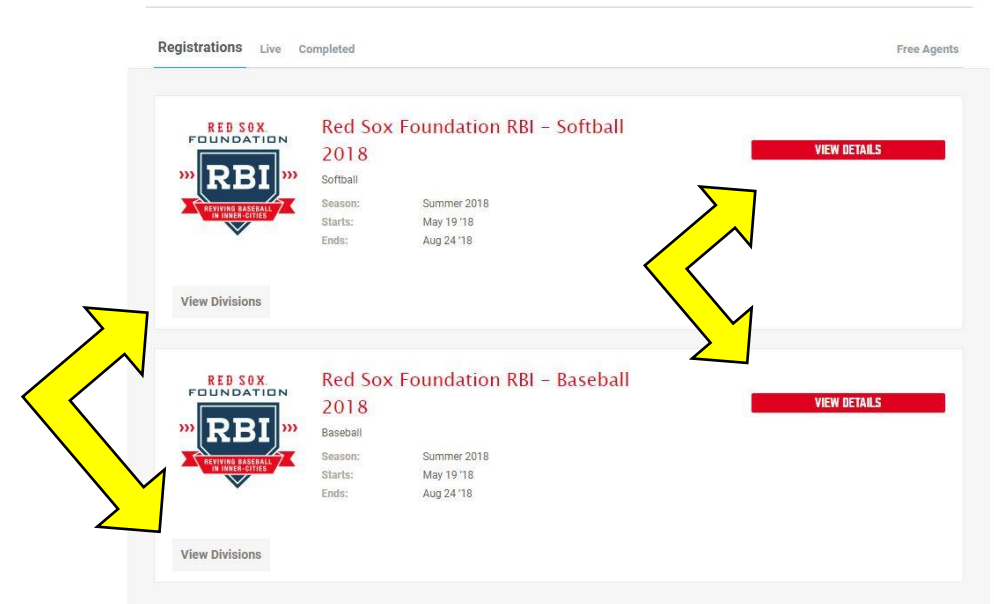 Registrations Live Completed Free Agents
RED SOX
FOUNDATION
RBI
REVIVING BASEBALL
IN INNER-CITIES
Red Sox Foundation RBI – Softball
2018
VIEW DETAILS
Softball
Season: Summer 2018
Starts: May 19 '18
Ends: Aug 24 '18
View Divisions
RED SOX
FOUNDATION
RBI
REVIVING BASEBALL
IN INNER-CITIES
Red Sox Foundation RBI – Baseball
2018
VIEW DETAILS
Baseball
Season: Summer 2018
Starts: May 19 '18
Ends: Aug 24 '18
View Divisions